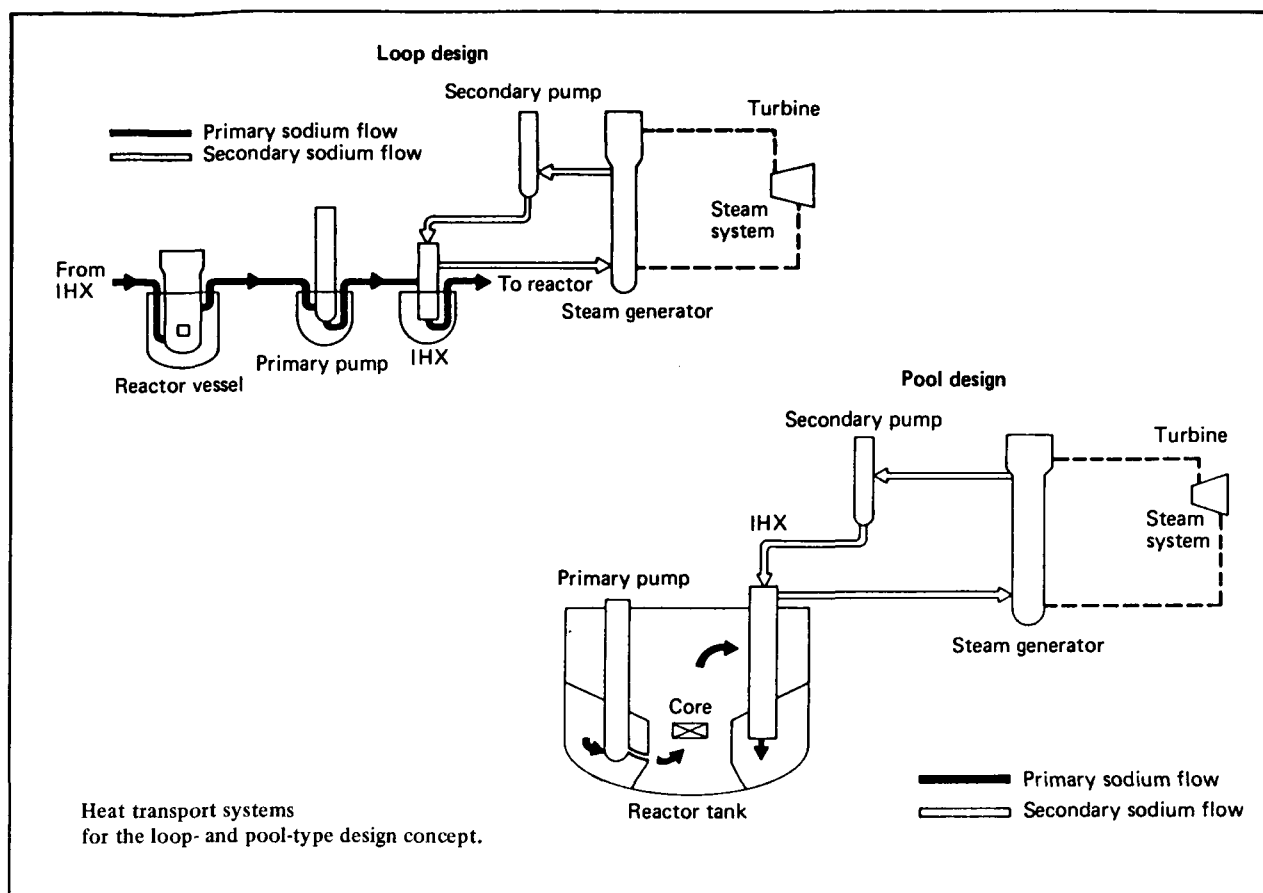 Loop design
Secondary pump
Turbine
Primary sodium flow
Secondary sodium flow
Steam
system
From
IHX
To reactor
Steam generator
Primary pump
IHX
Reactor vessel
Pool design
Secondary pump
Turbine
IHX
Steam
system
Primary pump
Steam generator
Core
Primary sodium flow
Reactor tank
Secondary sodium flow
Heat transport systems
for the loop- and pool-type design concept.